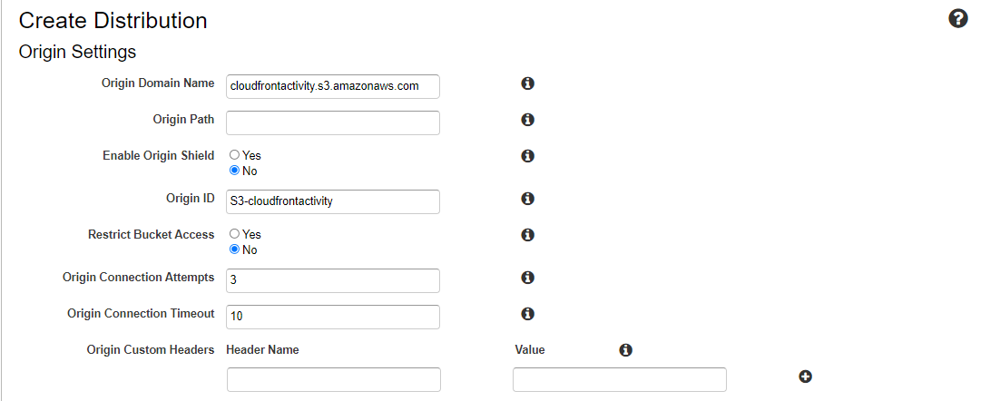 Create Distribution
Origin Settings
Origin Domain Name cloudfrontactivity.s3.amazonaws.com
Origin Path
Enable Origin Shield Yes
No
Origin ID S3-cloudfrontactivity
Restrict Bucket Access Yes
No
Origin Connection Attempts 3
Origin Connection Timeout 10
Origin Custom Headers Header Name Value